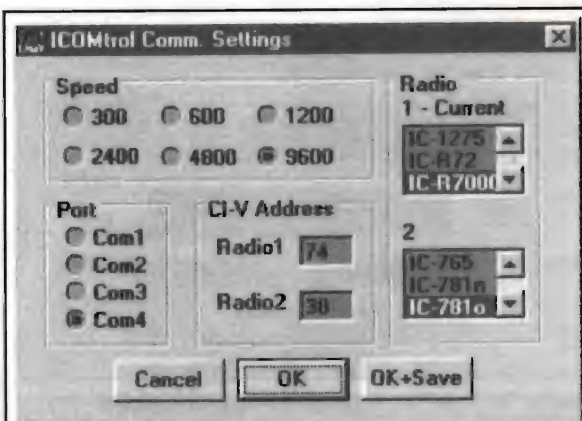 ICOMtrol Comm. Settings
Speed
300 600 1200
2400 4800 9600
Port
Com1
Com2
Com3
Com4
CI-V Address
Radio1 74
Radio2 38
Radio
1 - Current
IC-1275
IC-R72
IC-R7000
2
IC-765
IC-781n
IC-781o
Cancel OK OK+Save